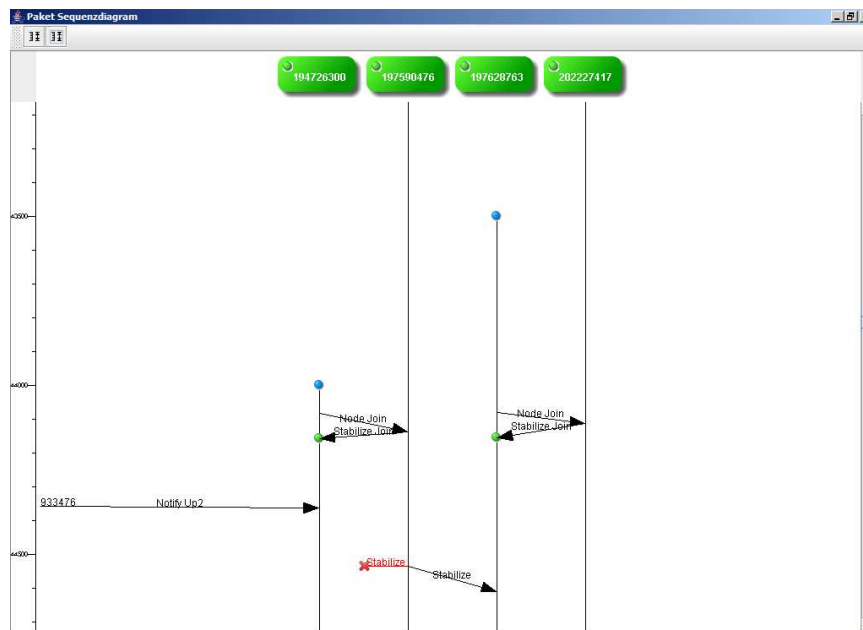 Paket Sequenzdiagram
194726300 197590476 197628763 202227417
43500
44000
Node Join Node Join
Stabilize Join Stabilize Join
933476 Notify Up2
44500
Stabilize
Stabilize